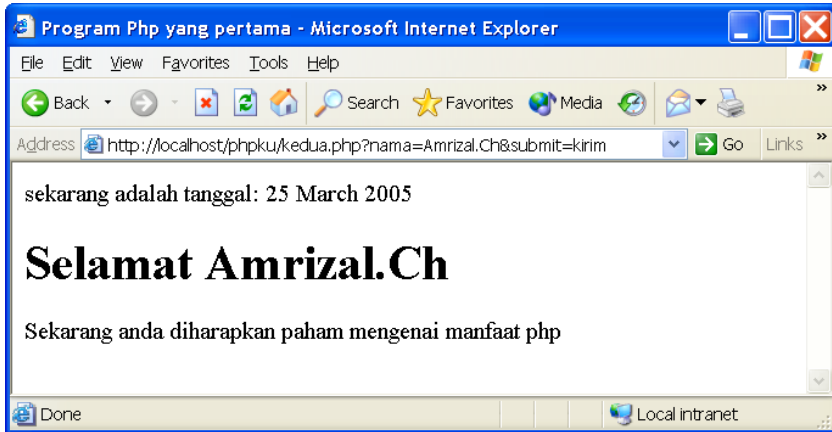 Program Php yang pertama - Microsoft Internet Explorer
File Edit View Favorites Tools Help
Back Search Favorites Media »
Address http://localhost/phpku/kedua.php?nama=Amrizal.Ch&submit=kirim Go Links »
sekarang adalah tanggal: 25 March 2005
Selamat Amrizal.Ch
Sekarang anda diharapkan paham mengenai manfaat php
Done Local intranet